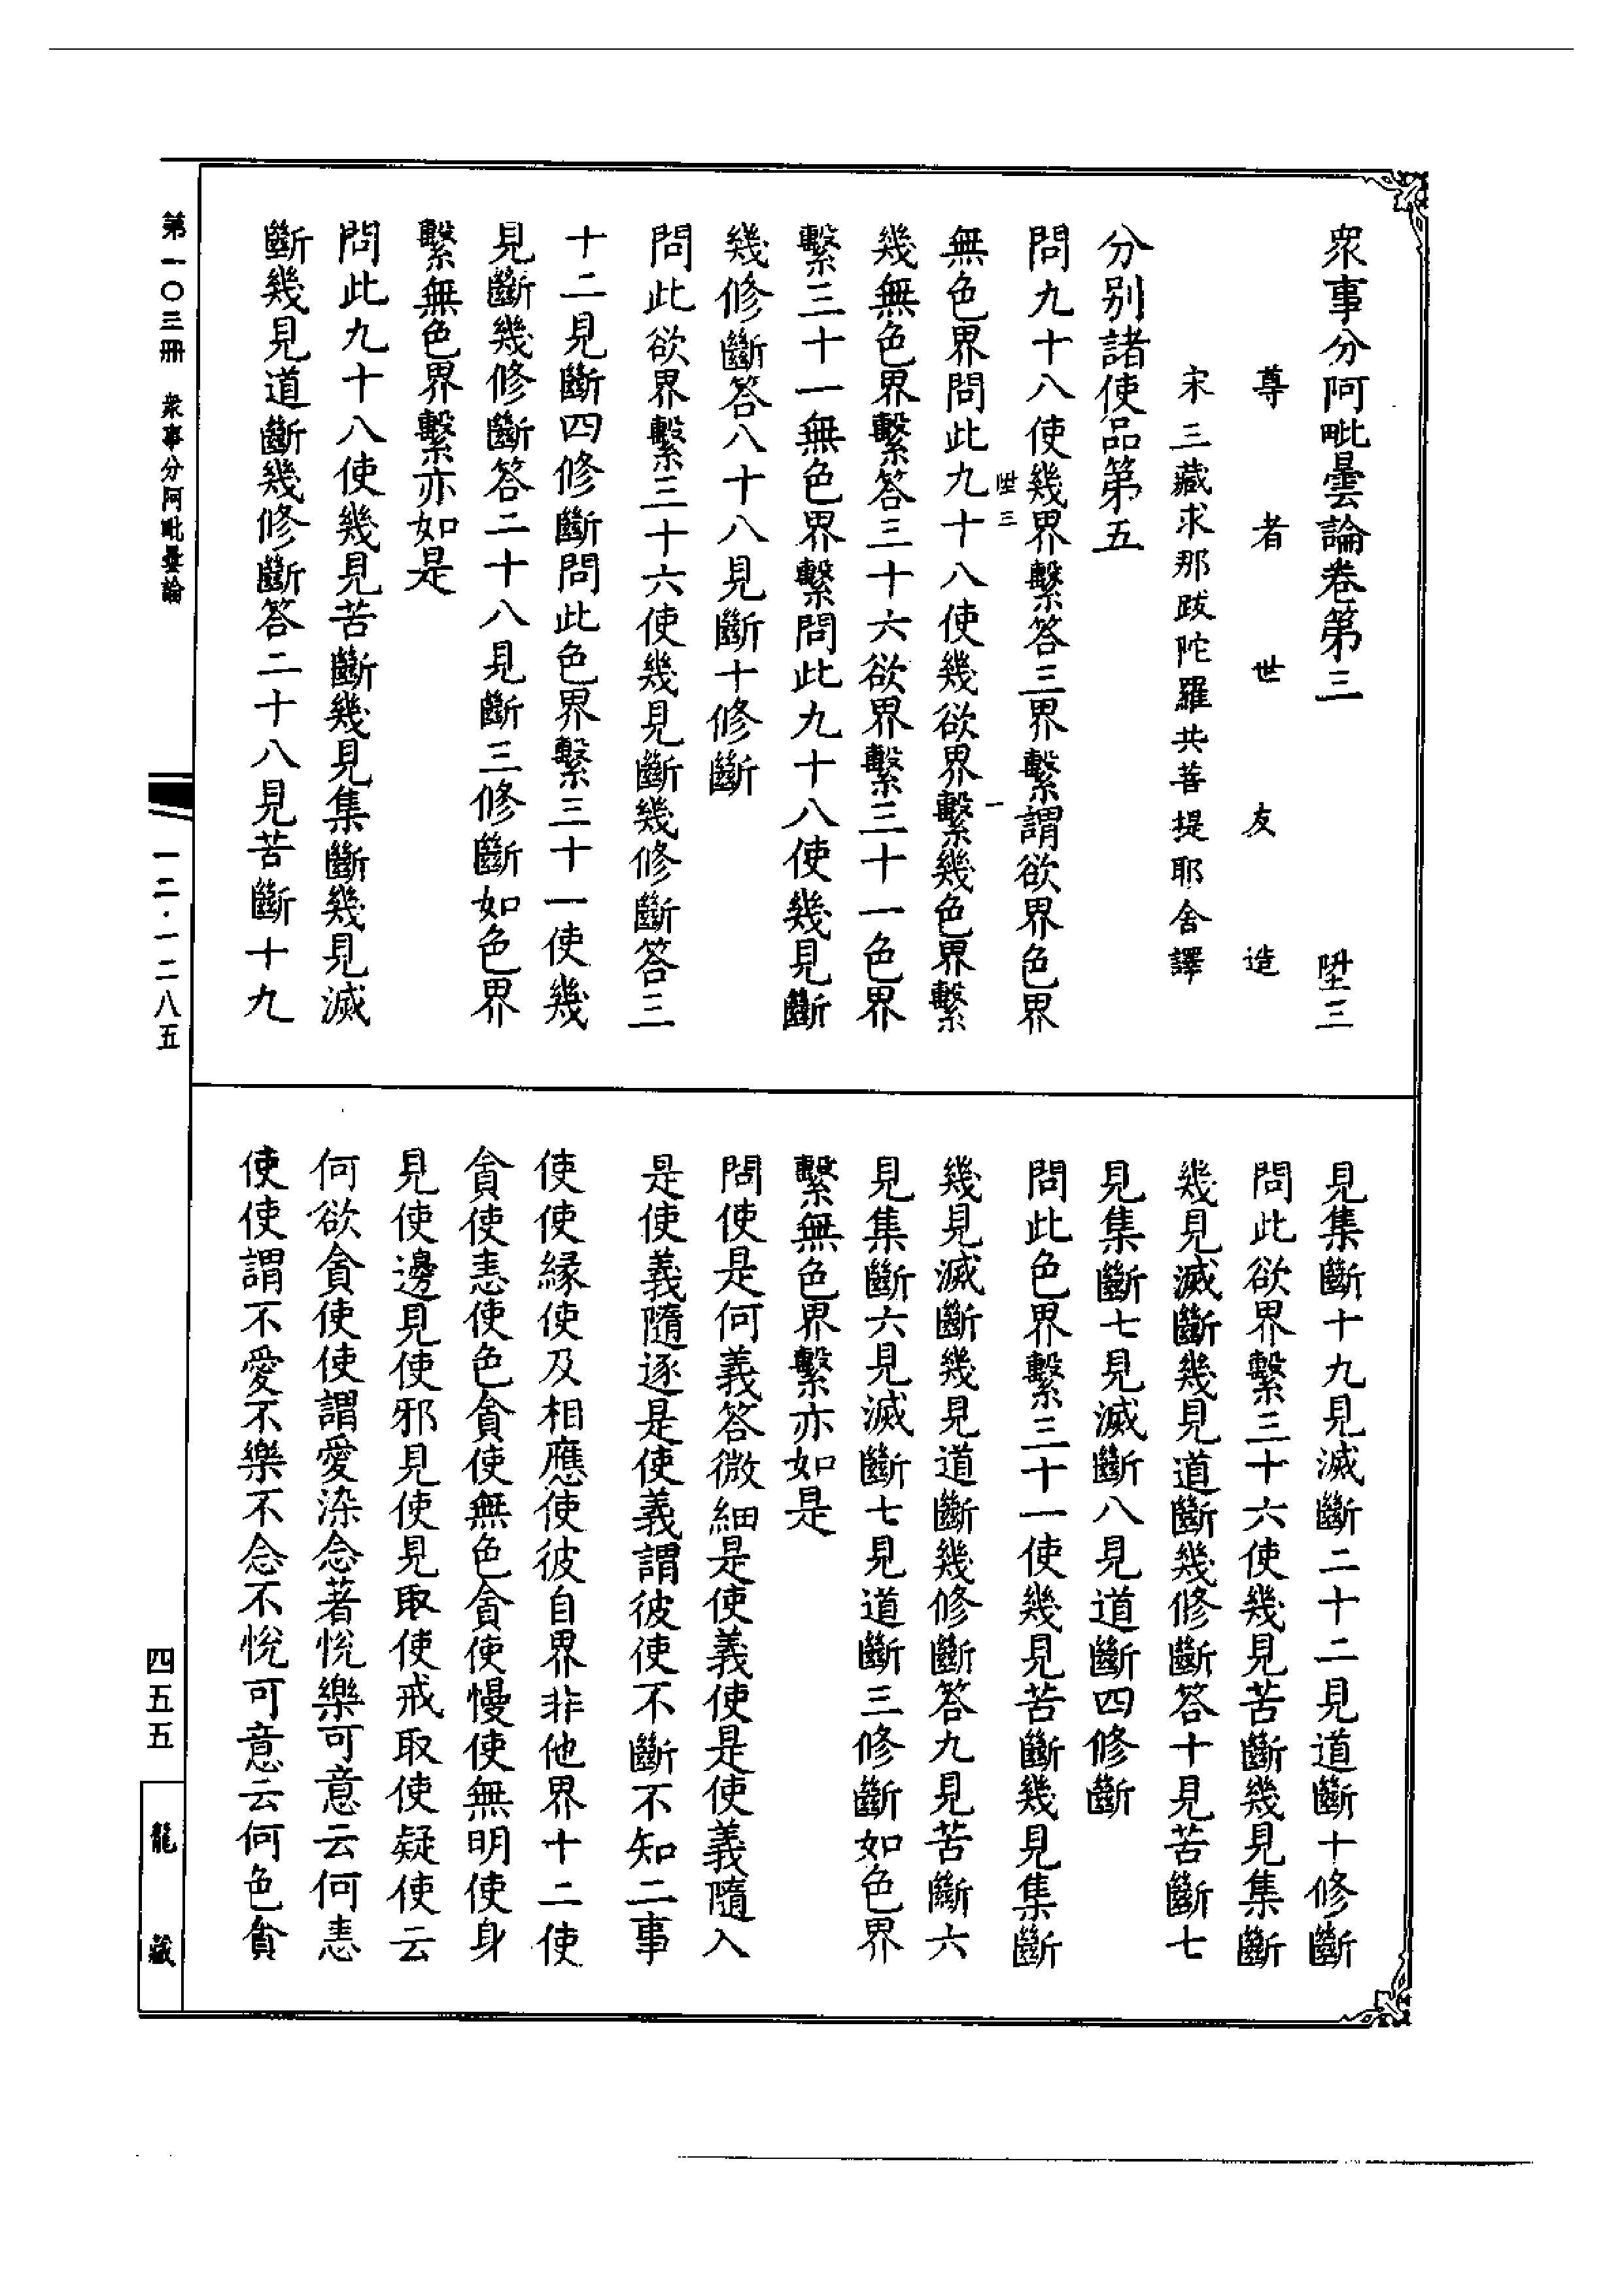 衆事分阿毗曇論卷第三　陞三
尊者世友造
宋三藏求那跋陀羅共菩提耶舍譯
分別諸使品第五
問九十八使幾界繫答三界繫謂欲界色界
陞三　一
無色界問此九十八使幾欲界繫幾色界繫
幾無色界繫答三十六欲界繫三十一色界
繫三十一無色界繫問此九十八使幾見斷
幾修斷答八十八見斷十修斷
問此欲界繫三十六使幾見斷幾修斷答三
十二見斷四修斷問此色界繫三十一使幾
見斷幾修斷答二十八見斷三修斷如色界
繫無色界繫亦如是
問此九十八使幾見苦斷幾見集斷幾見滅
斷幾見道斷幾修斷答二十八見苦斷十九
見集斷十九見滅斷二十二見道斷十修斷
問此欲界繫三十六使幾見苦斷幾見集斷
幾見滅斷幾見道斷幾修斷答十見苦斷七
見集斷七見滅斷八見道斷四修斷
問此色界繫三十一使幾見苦斷幾見集斷
幾見滅斷幾見道斷幾修斷答九見苦斷六
見集斷六見滅斷七見道斷三修斷如色界
繫無色界繫亦如是
問使是何義答微細是使義使是使義隨入
是使義隨逐是使義謂彼使不斷不知二事
使使緣使及相應使彼自界非他界十二使
貪使恚使色貪使無色貪使慢使無明使身
見使邊見使邪見使見取使戒取使疑使云
何欲貪使使謂愛染念著悅樂可意云何恚
使使謂不愛不樂不念不悅可意云何色貪
第一〇三冊　衆事分阿毗曇論
一二·一二八五
四五五
龍藏